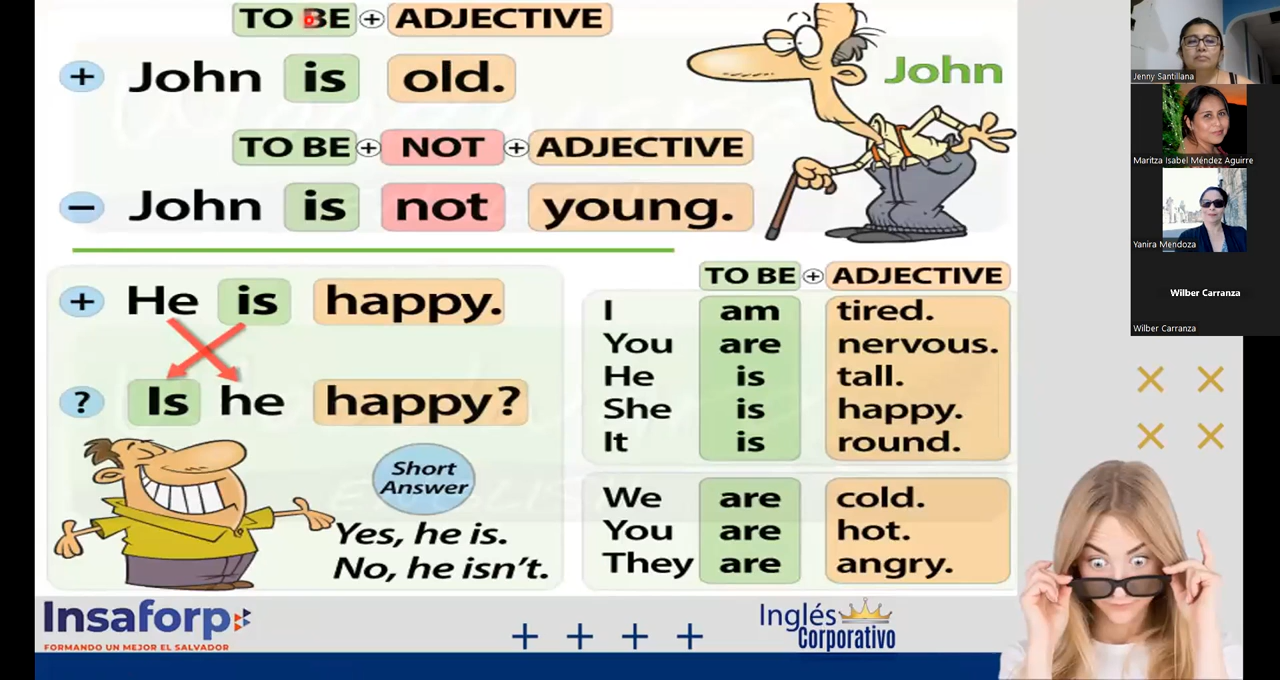 TO BE + ADJECTIVE
+ John is old.
TO BE + NOT + ADJECTIVE
– John is not young.
John
+ He is happy.
? Is he happy?
Short
Answer
Yes, he is.
No, he isn't.
TO BE + ADJECTIVE
I am tired.
You are nervous.
He is tall.
She is happy.
It is round.
We are cold.
You are hot.
They are angry.
Insaforp
FORMANDO UN MEJOR EL SALVADOR
Inglés
Corporativo
Jenny Santillana
Maritza Isabel Méndez Aguirre
Yanira Mendoza
Wilber Carranza
Wilber Carranza